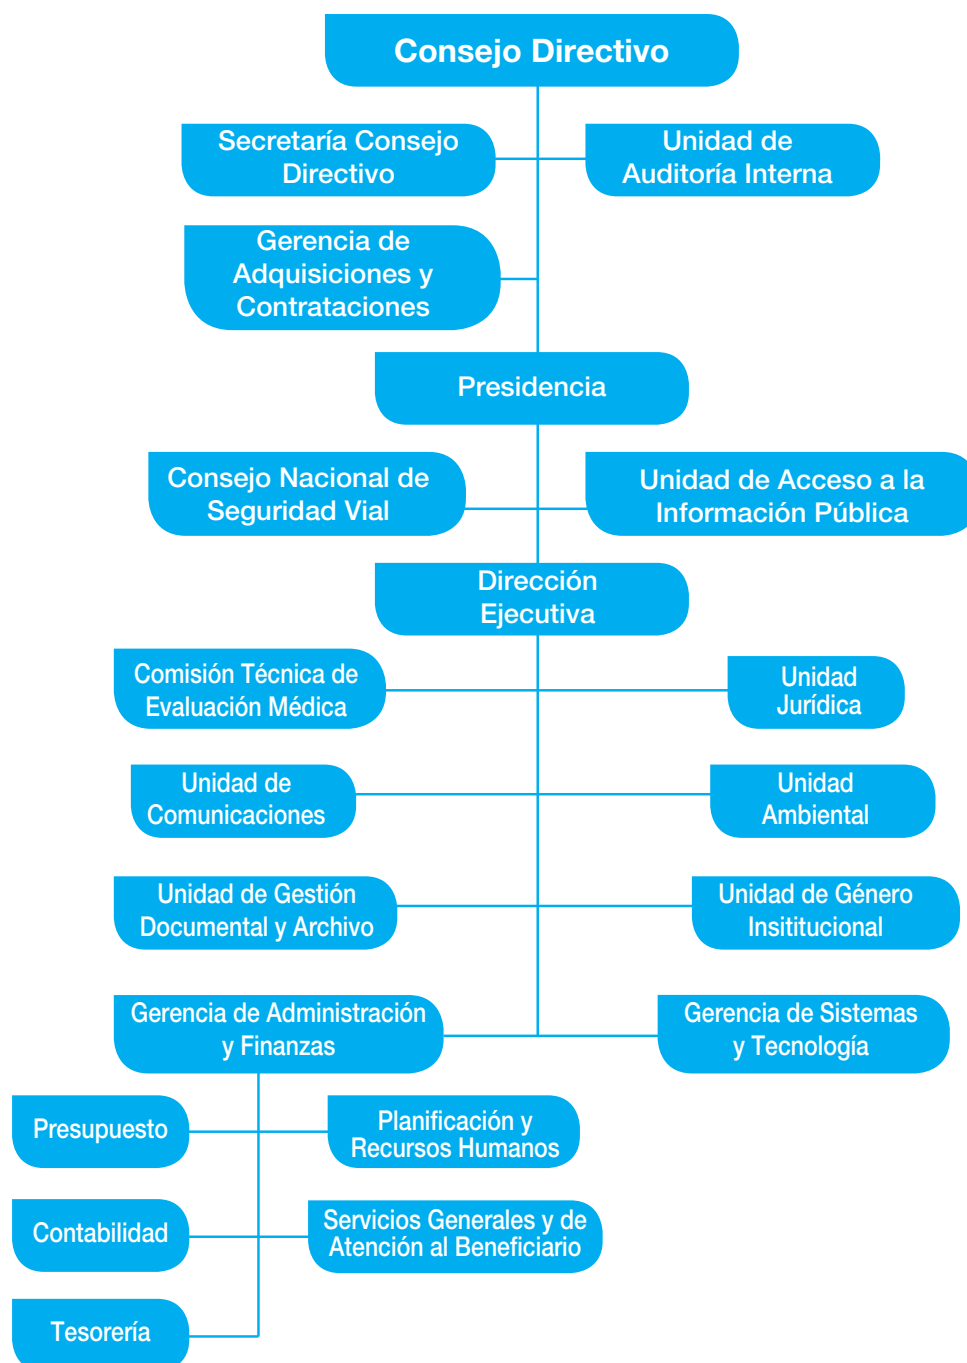 Consejo Directivo
Secretaría Consejo
Directivo
Unidad de
Auditoría Interna
Gerencia de
Adquisiciones y
Contrataciones
Presidencia
Consejo Nacional de
Seguridad Vial
Unidad de Acceso a la
Información Pública
Dirección
Ejecutiva
Comisión Técnica de
Evaluación Médica
Unidad
Jurídica
Unidad de
Comunicaciones
Unidad
Ambiental
Unidad de Gestión
Documental y Archivo
Unidad de Género
Insititucional
Gerencia de Administración
y Finanzas
Gerencia de Sistemas
y Tecnología
Presupuesto
Planificación y
Recursos Humanos
Contabilidad
Servicios Generales y de
Atención al Beneficiario
Tesorería